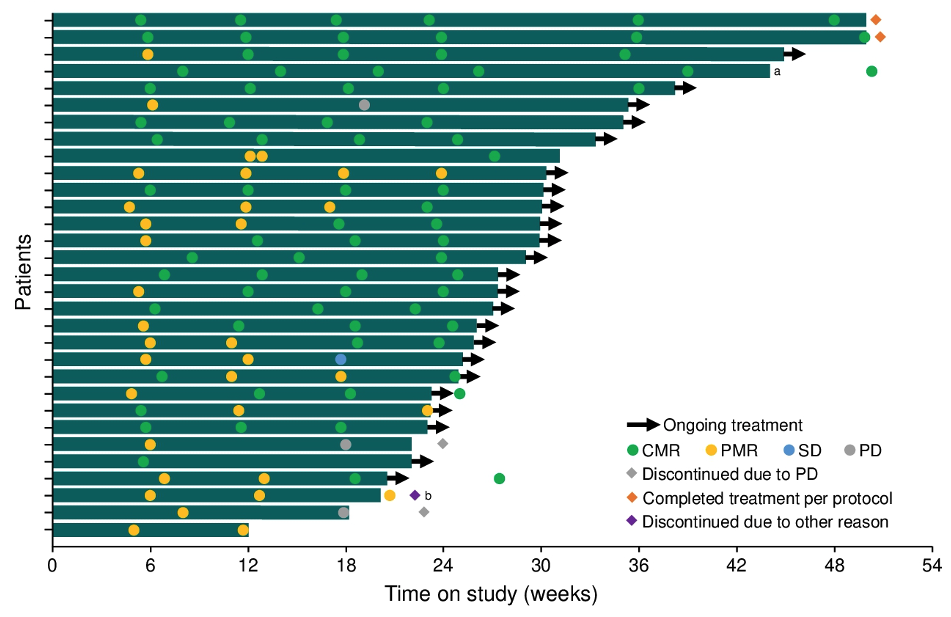 a
b
Patients
Ongoing treatment
CMR PMR SD PD
Discontinued due to PD
Completed treatment per protocol
Discontinued due to other reason
0 6 12 18 24 30 36 42 48 54
Time on study (weeks)